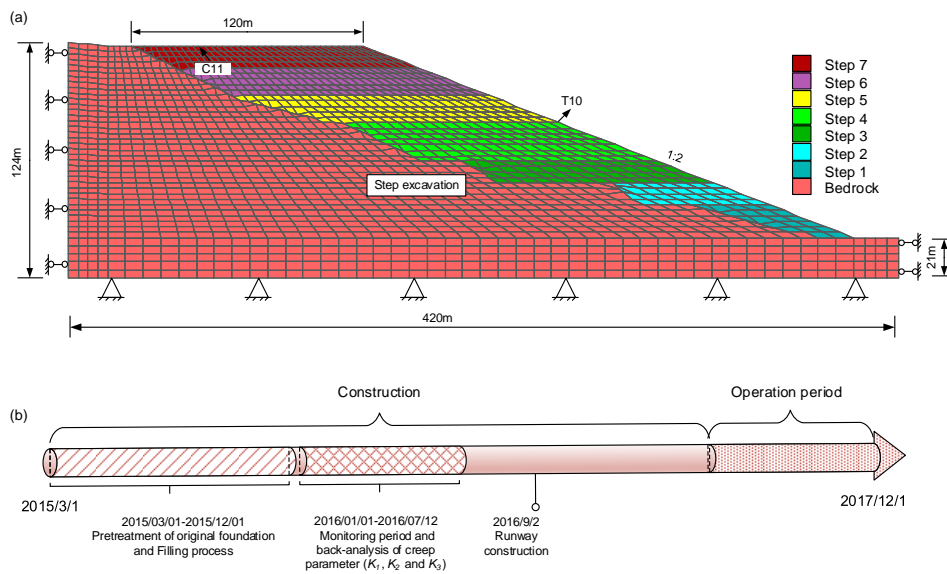 (a)
120m
C11
T10
1:2
124m
Step excavation
21m
420m
Step 7
Step 6
Step 5
Step 4
Step 3
Step 2
Step 1
Bedrock
(b)
Construction
Operation period
2015/3/1
2017/12/1
2015/03/01-2015/12/01
Pretreatment of original foundation
and Filling process
2016/01/01-2016/07/12
Monitoring period and
back-analysis of creep
parameter (K1, K2 and K3)
2016/9/2
Runway
construction